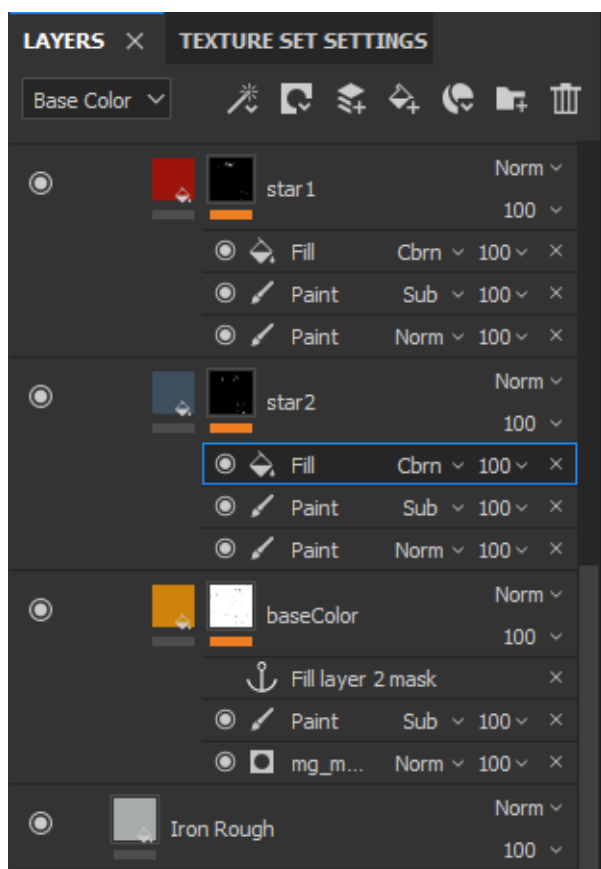 LAYERS × TEXTURE SET SETTINGS
Base Color
Norm
star1
100
Fill Cbrn 100 ×
Paint Sub 100 ×
Paint Norm 100 ×
Norm
star2
100
Fill Cbrn 100 ×
Paint Sub 100 ×
Paint Norm 100 ×
Norm
baseColor
100
Fill layer 2 mask ×
Paint Sub 100 ×
mg_m... Norm 100 ×
Norm
Iron Rough
100